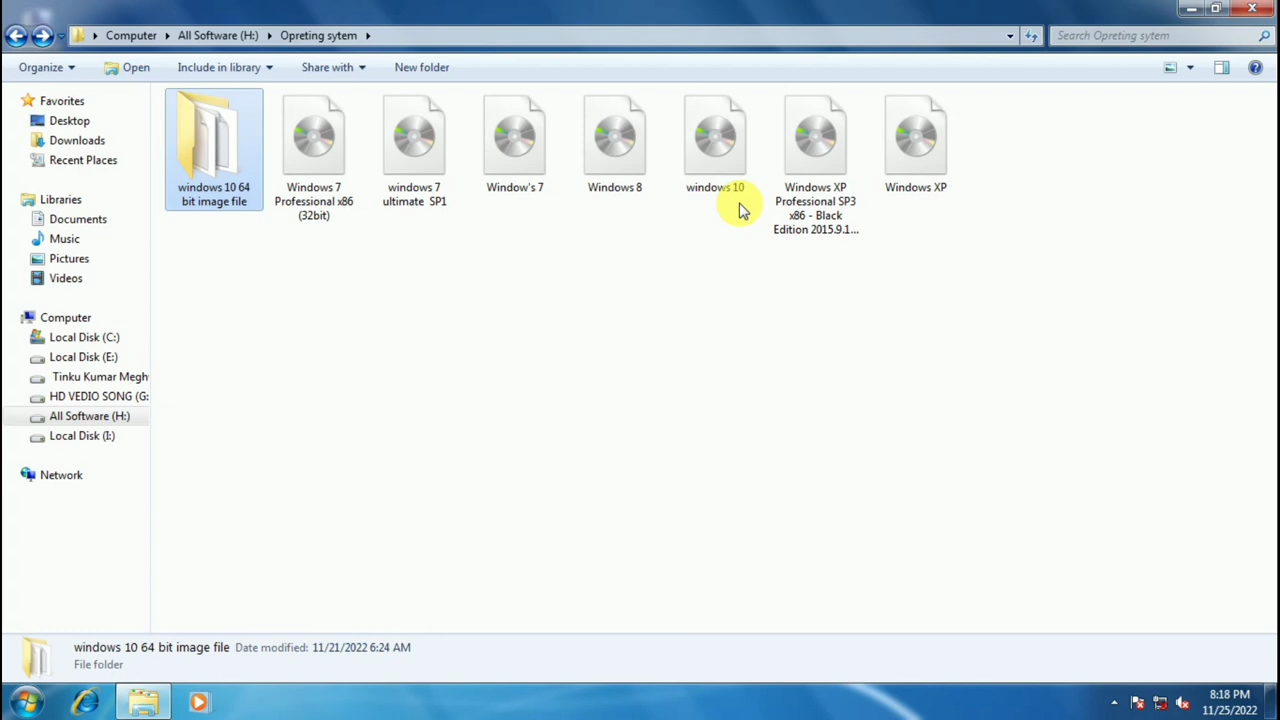 Computer
All Software (H:)
Opreting sytem
Search Opreting sytem
Organize
Open
Include in library
Share with
New folder
Favorites
Desktop
Downloads
Recent Places
Libraries
Documents
Music
Pictures
Videos
Computer
Local Disk (C:)
Local Disk (E:)
Tinku Kumar Megh
HD VEDIO SONG (G:
All Software (H:)
Local Disk (I:)
Network
windows 10 64
bit image file
Windows 7
Professional x86
(32bit)
windows 7
ultimate SP1
Window's 7
Windows 8
windows 10
Windows XP
Professional SP3
x86 - Black
Edition 2015.9.1...
Windows XP
windows 10 64 bit image file Date modified: 11/21/2022 6:24 AM
File folder
8:18 PM
11/25/2022